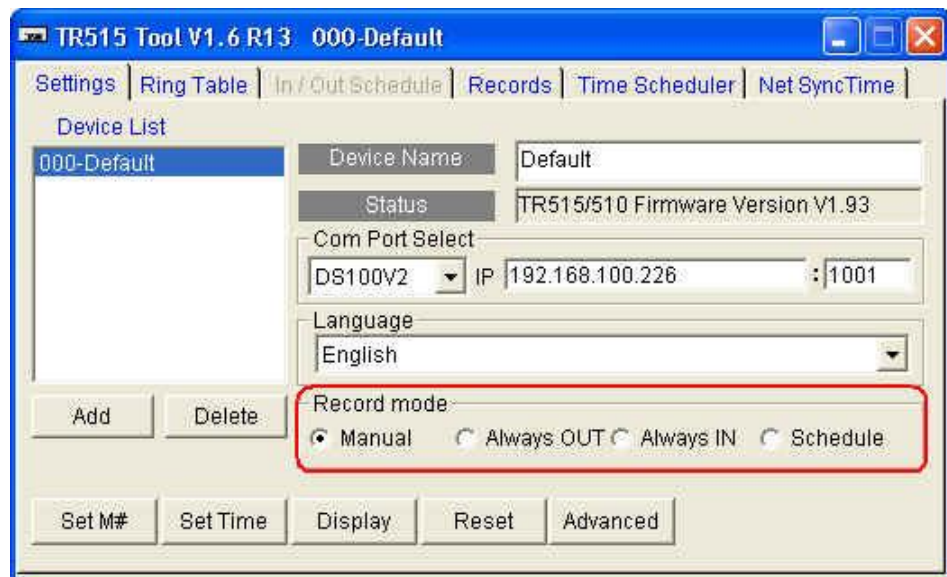 TR515 Tool V1.6 R13 000-Default
Settings Ring Table In / Out Schedule Records Time Scheduler Net SyncTime
Device List
000-Default
Device Name Default
Status TR515/510 Firmware Version V1.93
Com Port Select
DS100V2 IP 192.168.100.226 : 1001
Language
English
Add Delete
Record mode
Manual Always OUT Always IN Schedule
Set M# Set Time Display Reset Advanced